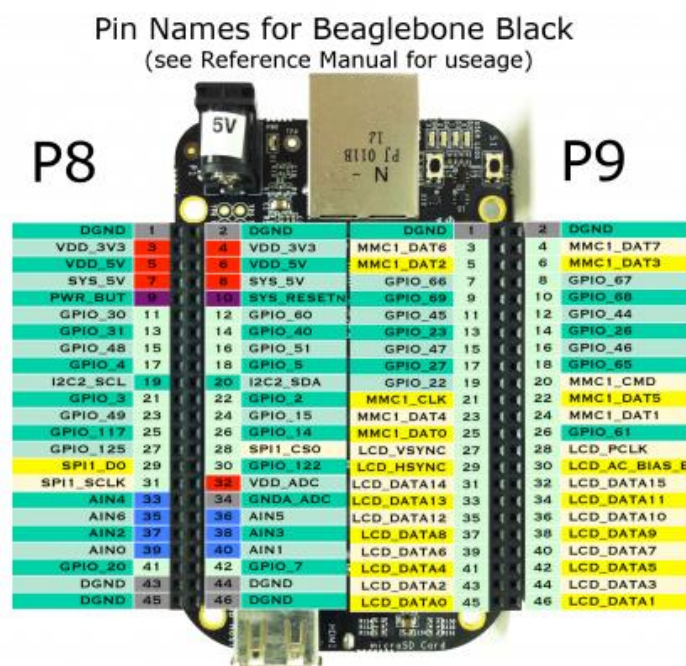 Pin Names for Beaglebone Black
(see Reference Manual for useage)
5V
P8
P9
DGND 1 2 DGND DGND 1 2 DGND
VDD_3V3 3 4 VDD_3V3 MMC1_DAT6 3 4 MMC1_DAT7
VDD_5V 5 6 VDD_5V MMC1_DAT2 5 6 MMC1_DAT3
SYS_5V 7 8 SYS_5V GPIO_66 7 8 GPIO_67
PWR_BUT 9 10 SYS_RESETN GPIO_69 9 10 GPIO_68
GPIO_30 11 12 GPIO_60 GPIO_45 11 12 GPIO_44
GPIO_31 13 14 GPIO_40 GPIO_23 13 14 GPIO_26
GPIO_48 15 16 GPIO_51 GPIO_47 15 16 GPIO_46
GPIO_4 17 18 GPIO_5 GPIO_27 17 18 GPIO_65
I2C2_SCL 19 20 I2C2_SDA GPIO_22 19 20 MMC1_CMD
GPIO_3 21 22 GPIO_2 MMC1_CLK 21 22 MMC1_DAT5
GPIO_49 23 24 GPIO_15 MMC1_DAT4 23 24 MMC1_DAT1
GPIO_117 25 26 GPIO_14 MMC1_DAT0 25 26 GPIO_61
GPIO_125 27 28 SPI1_CS0 LCD_VSYNC 27 28 LCD_PCLK
SPI1_D0 29 30 GPIO_122 LCD_HSYNC 29 30 LCD_AC_BIAS_E
SPI1_SCLK 31 32 VDD_ADC LCD_DATA14 31 32 LCD_DATA15
AIN4 33 34 GNDA_ADC LCD_DATA13 33 34 LCD_DATA11
AIN6 35 36 AIN5 LCD_DATA12 35 36 LCD_DATA10
AIN2 37 38 AIN3 LCD_DATA8 37 38 LCD_DATA9
AIN0 39 40 AIN1 LCD_DATA6 39 40 LCD_DATA7
GPIO_20 41 42 GPIO_7 LCD_DATA4 41 42 LCD_DATA5
DGND 43 44 DGND LCD_DATA2 43 44 LCD_DATA3
DGND 45 46 DGND LCD_DATA0 45 46 LCD_DATA1
HDMI
microSD Card